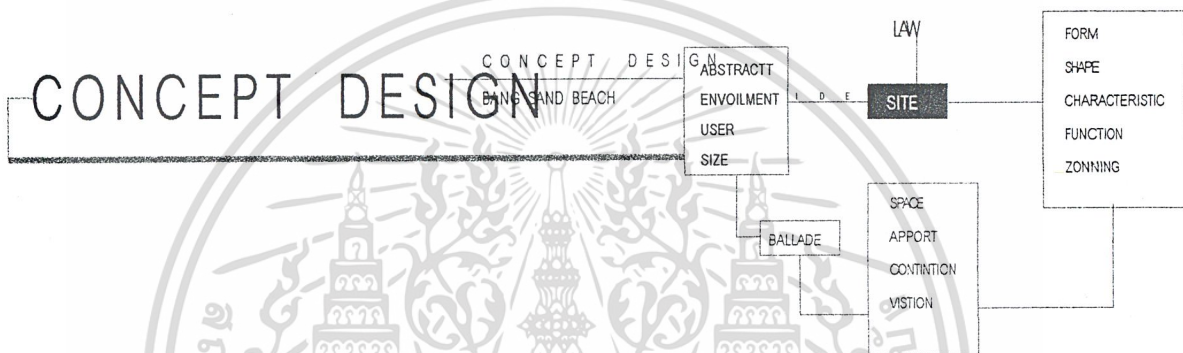 CONCEPT DESIGN
CONCEPT DESIGN
BANG SAND BEACH
ABSTRACTT
ENVOILMENT
USER
SIZE
I D E
LAW
SITE
FORM
SHAPE
CHARACTERISTIC
FUNCTION
ZONNING
BALLADE
SPACE
APPORT
CONTINTION
VISTION